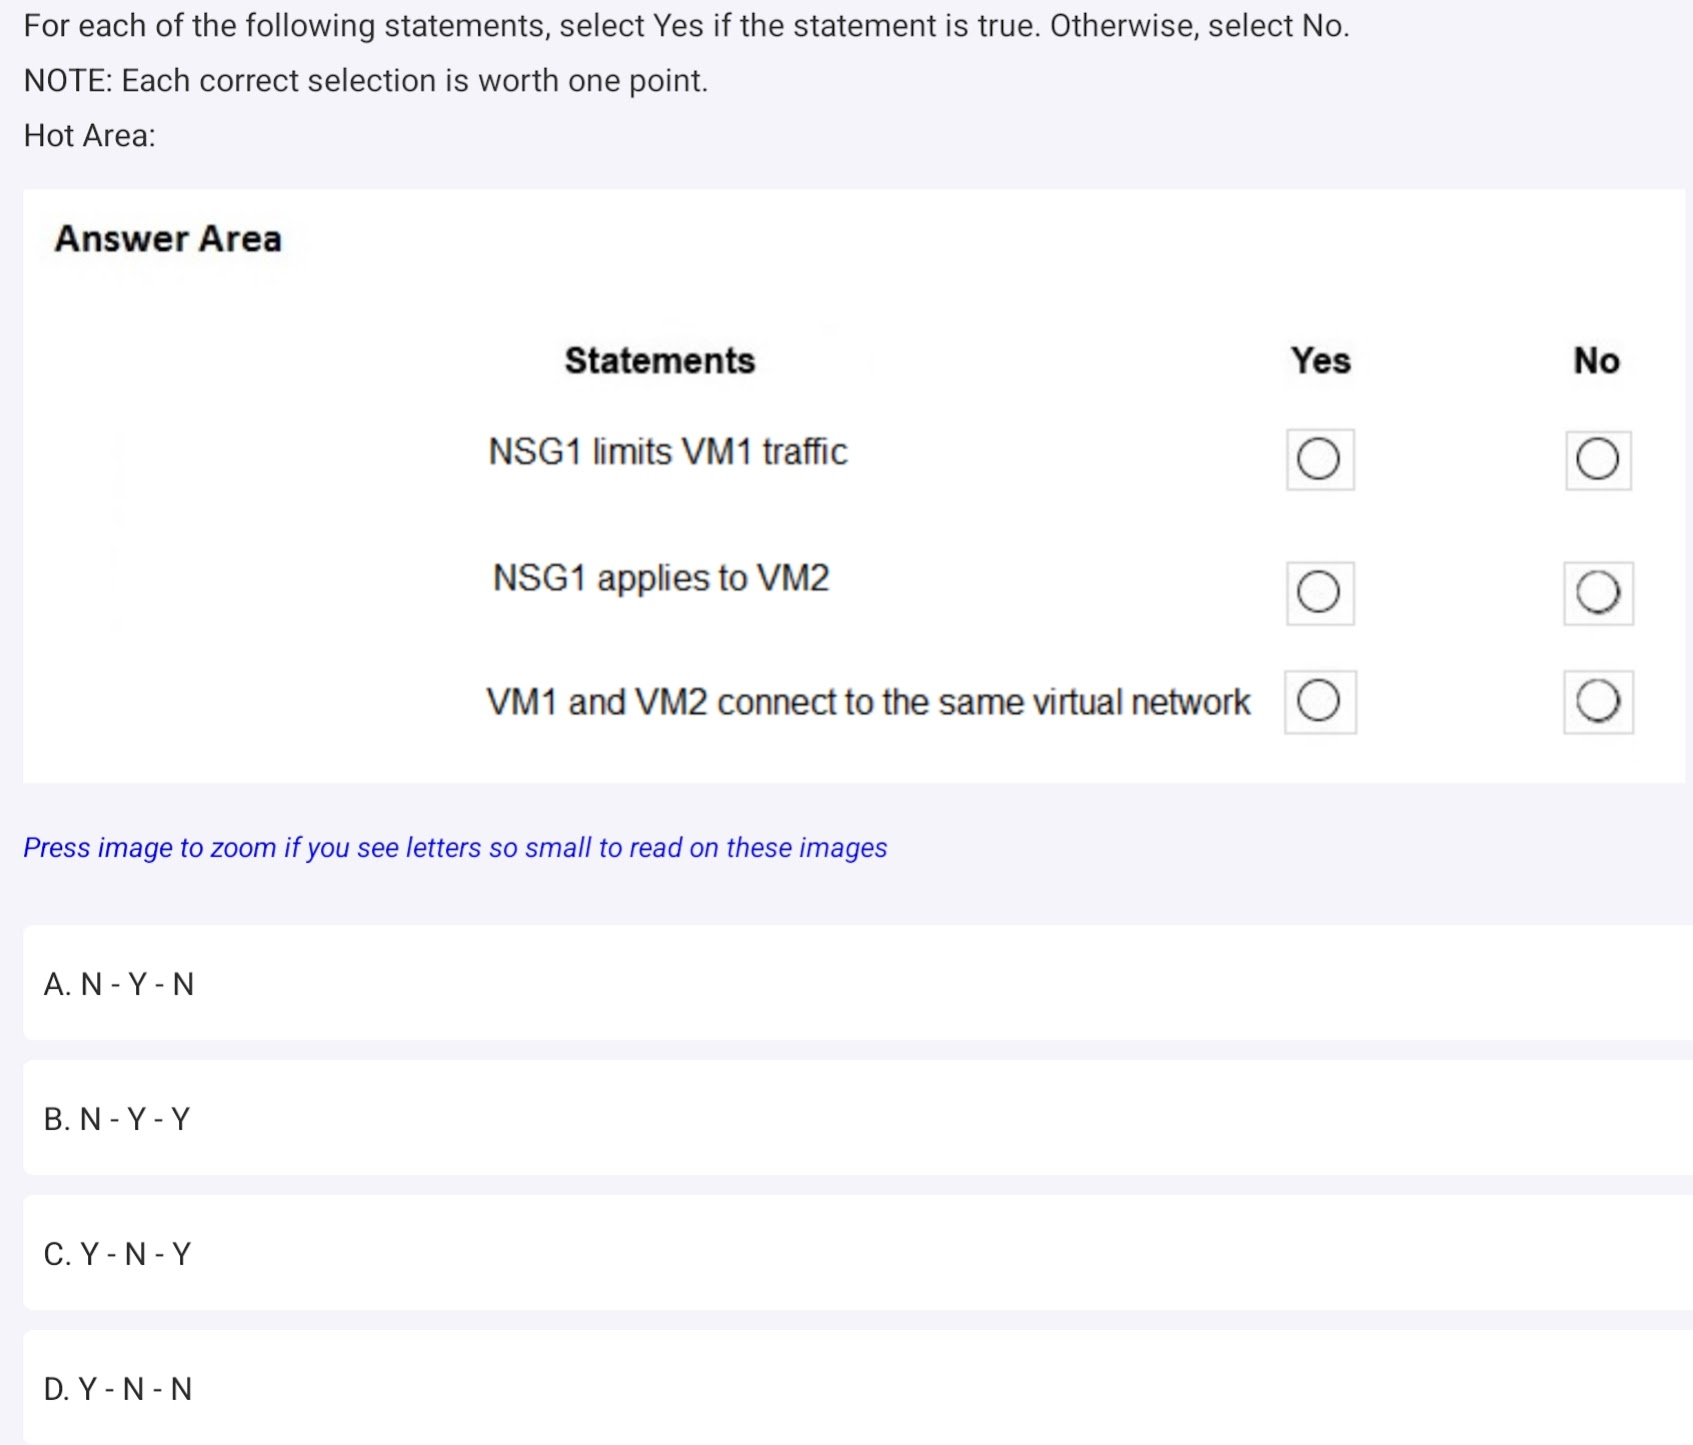 For each of the following statements, select Yes if the statement is true. Otherwise, select No.
NOTE: Each correct selection is worth one point.
Hot Area:
Answer Area
Statements Yes No
NSG1 limits VM1 traffic
NSG1 applies to VM2
VM1 and VM2 connect to the same virtual network
Press image to zoom if you see letters so small to read on these images
A. N - Y - N
B. N - Y - Y
C. Y - N - Y
D. Y - N - N